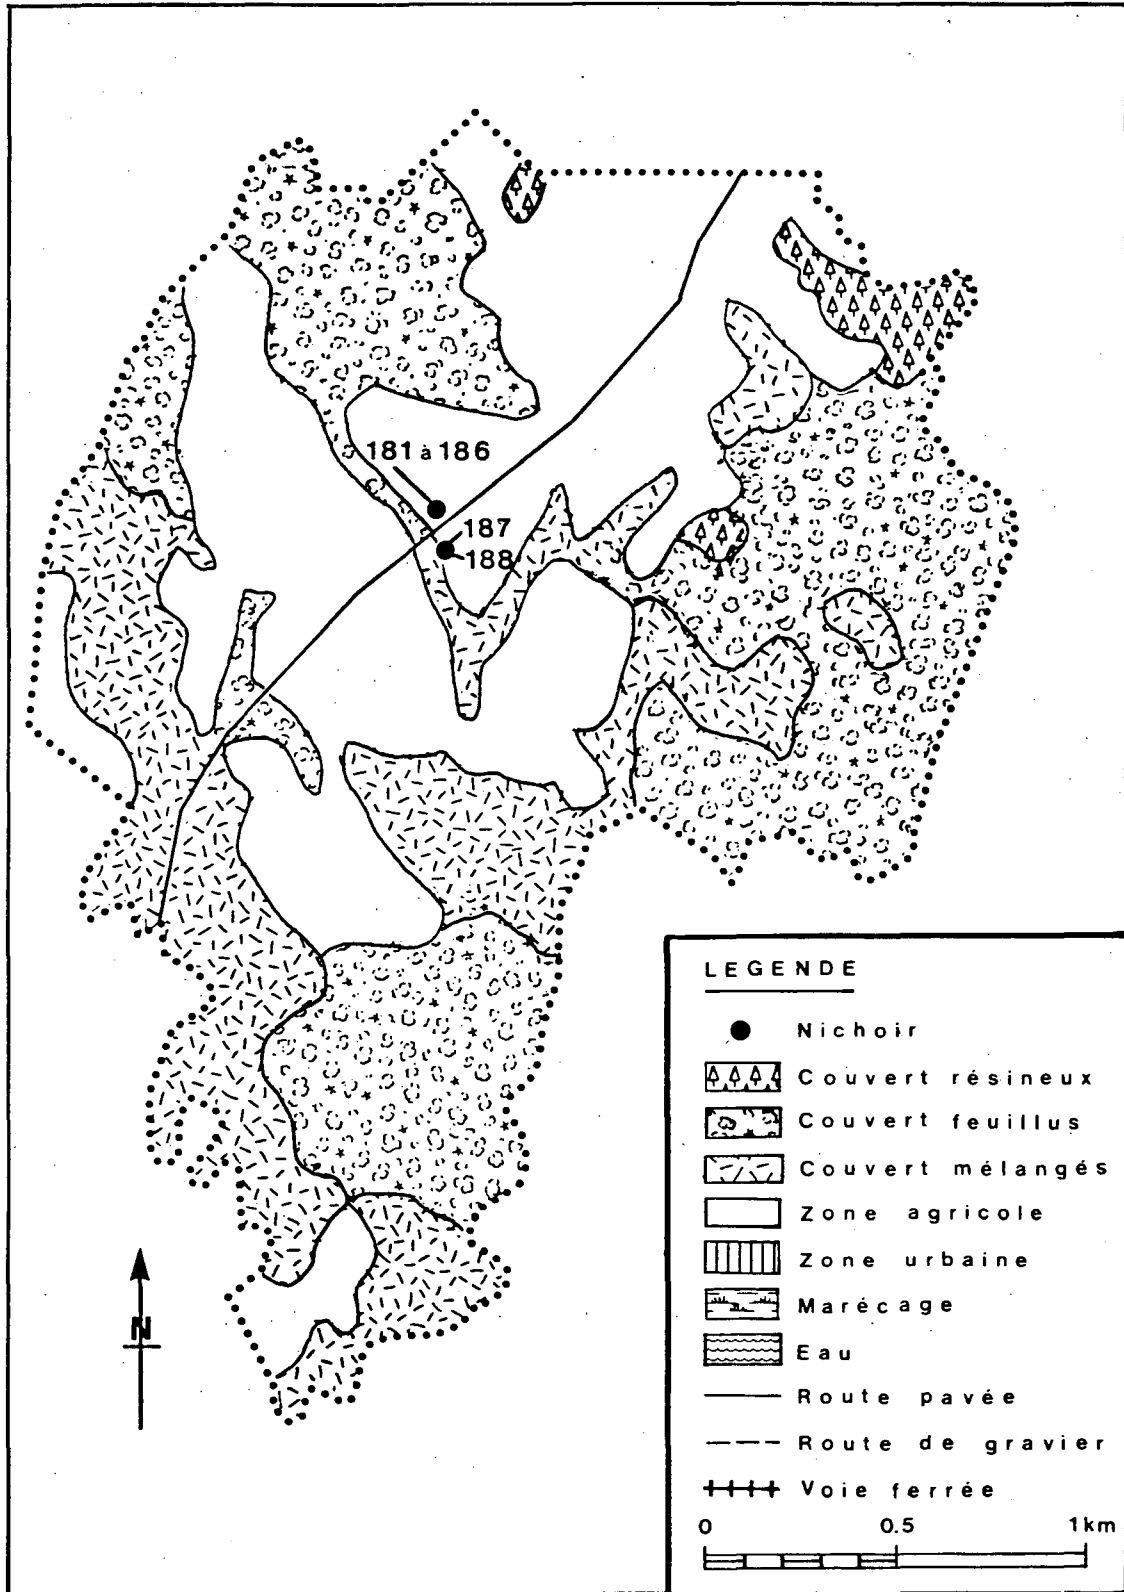 181 à 186
187
188
N
LEGENDE
Nichoir
Couvert résineux
Couvert feuillus
Couvert mélangés
Zone agricole
Zone urbaine
Marécage
Eau
Route pavée
Route de gravier
Voie ferrée
0 0.5 1km